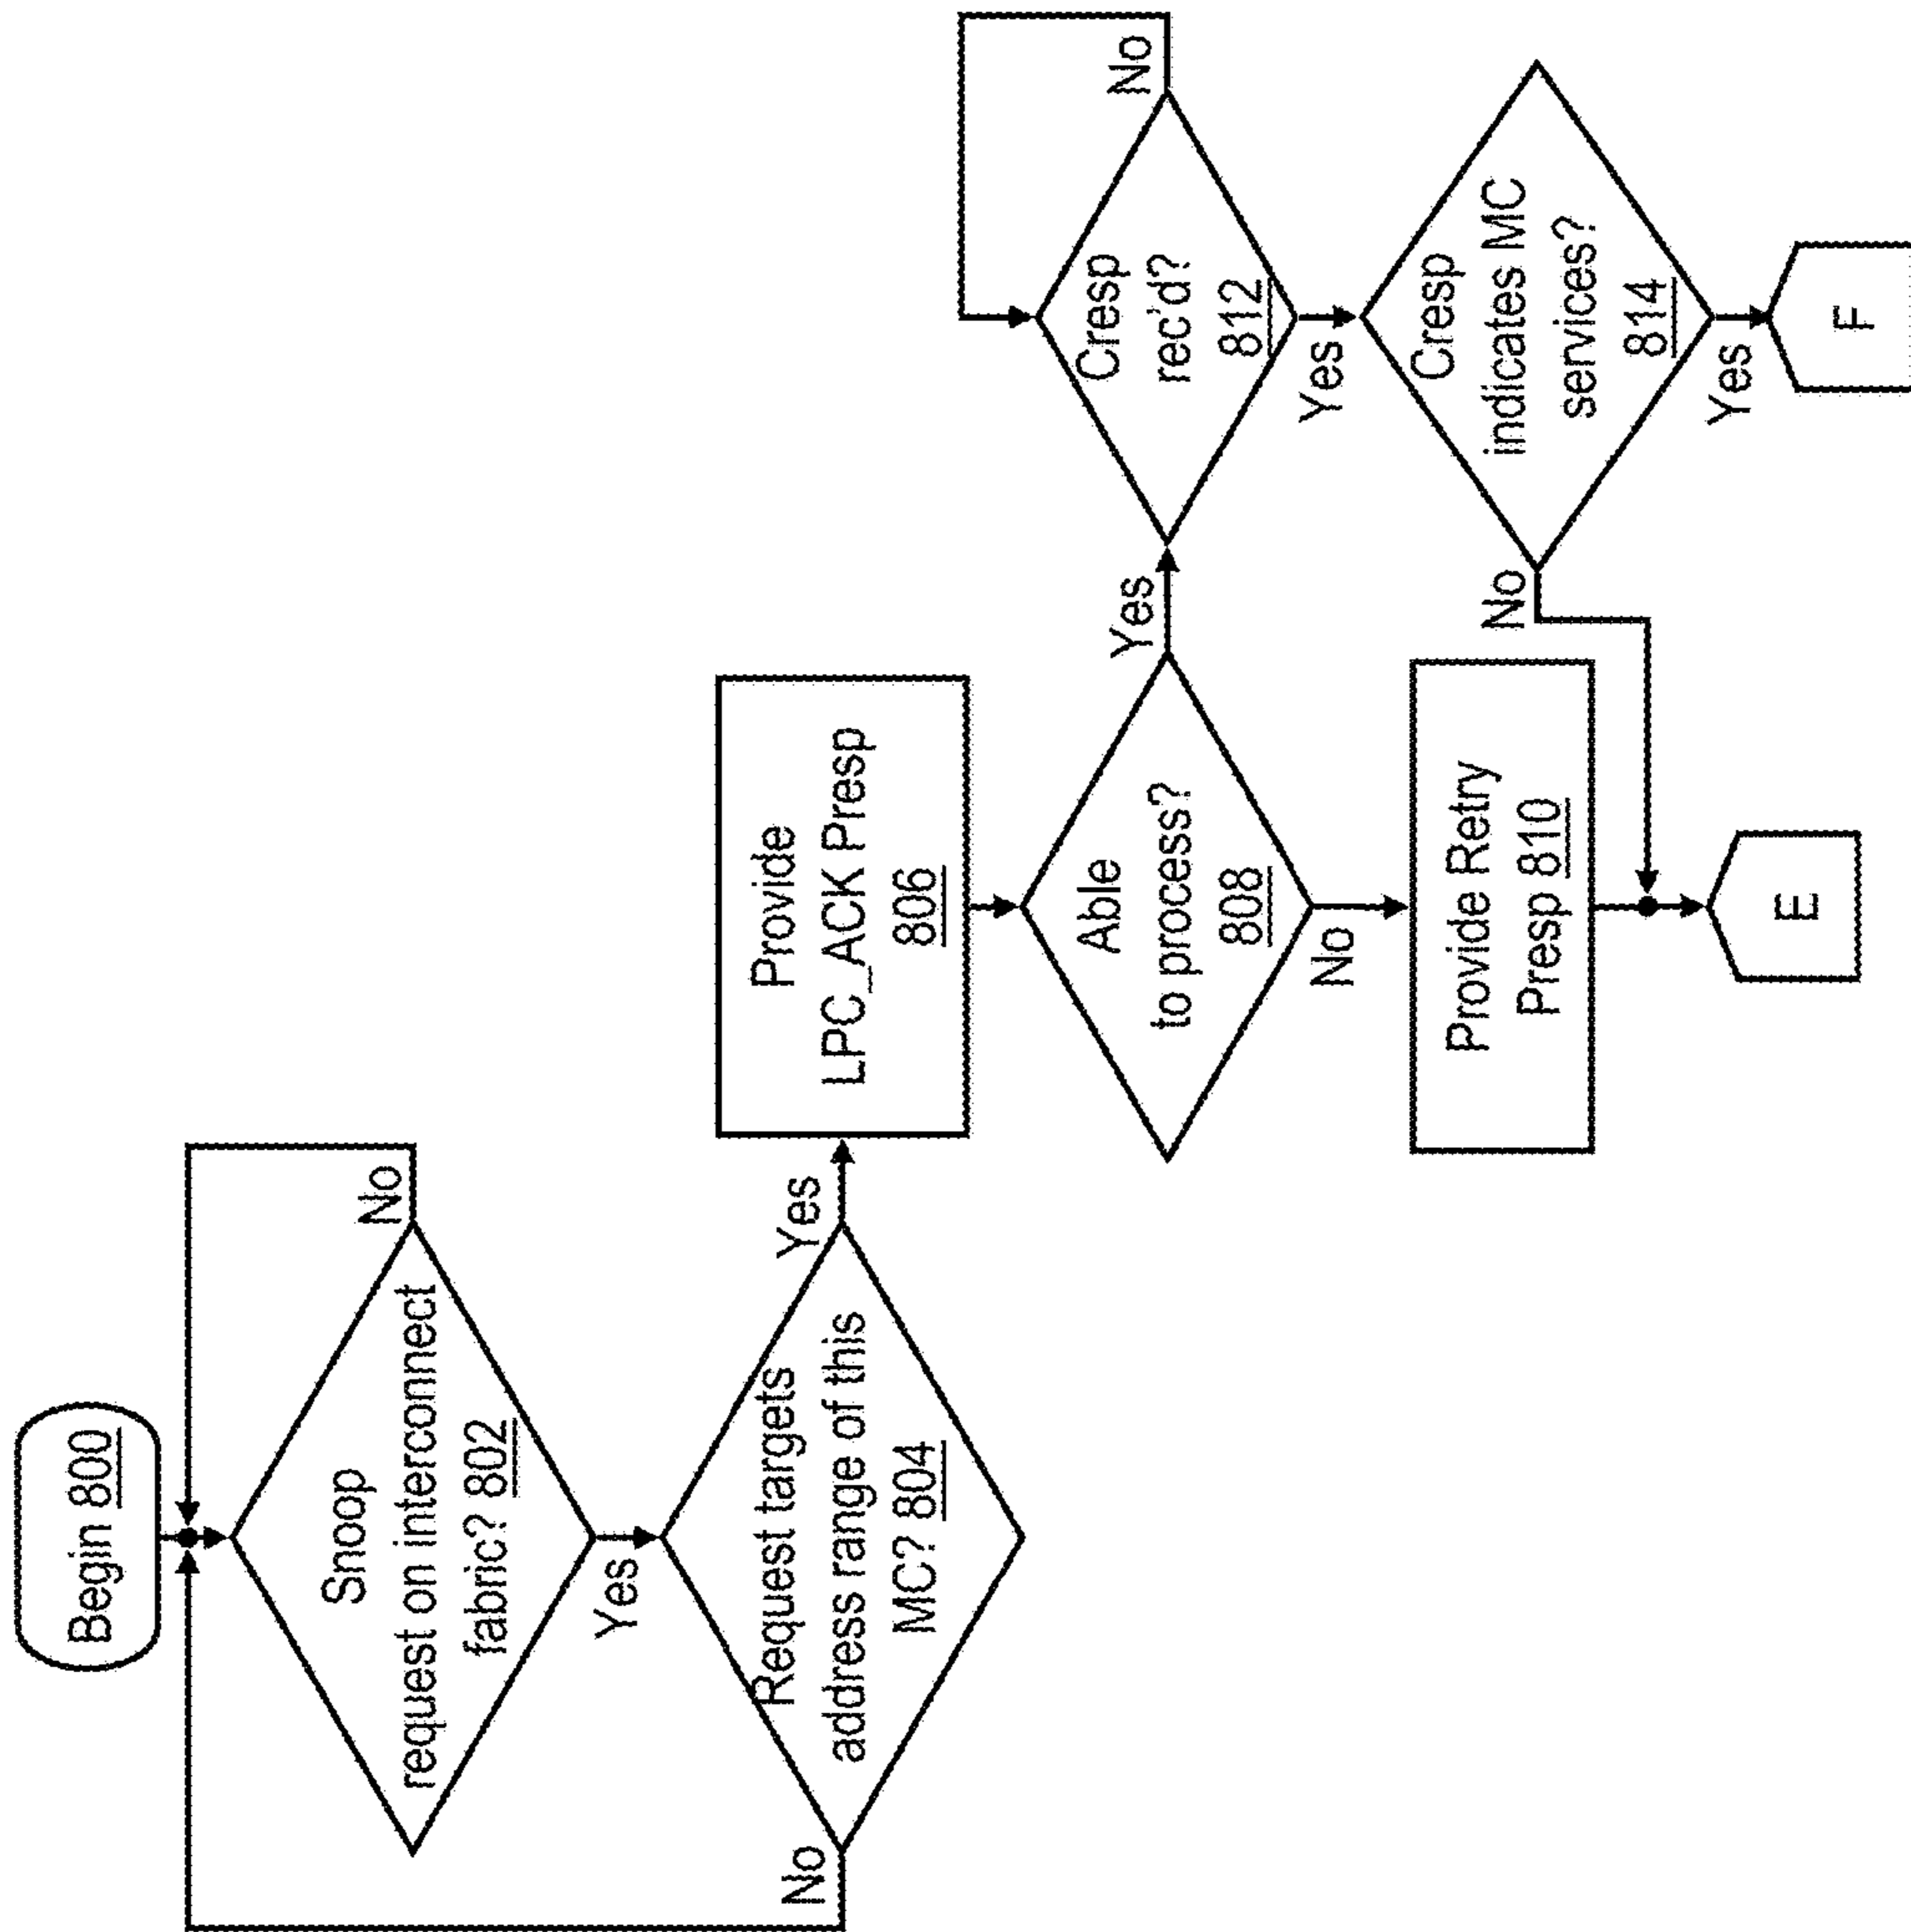 Begin 800
Snoop
request on interconnect
fabric? 802
No
Yes
Request targets
address range of this
MC? 804
No
Yes
Provide
LPC_ACK Presp
806
Able
to process?
808
Yes
No
Provide Retry
Presp 810
E
Cresp
rec'd?
812
No
Yes
Cresp
indicates MC
services?
814
No
Yes
F